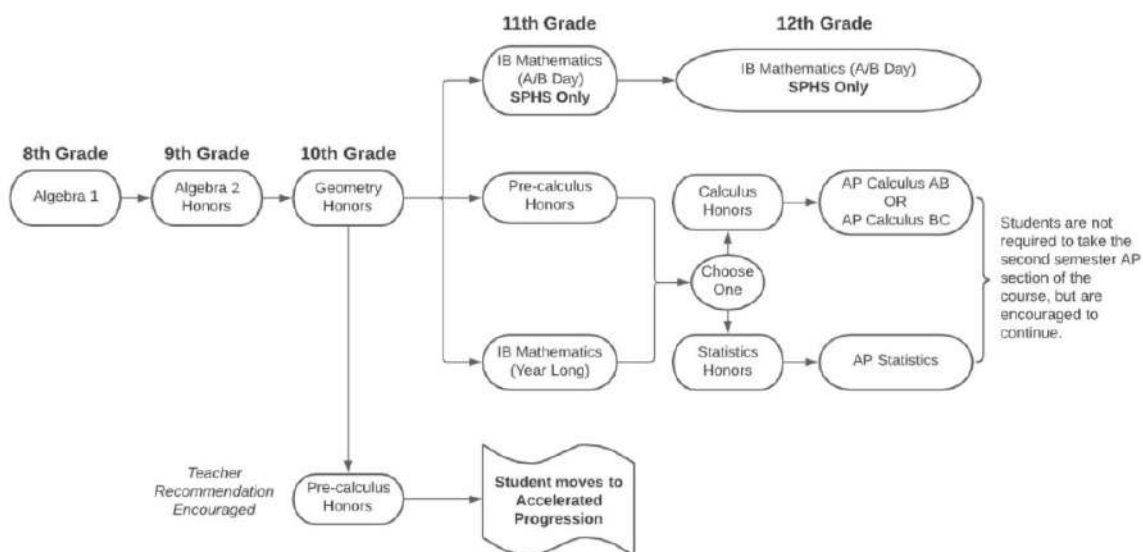 11th Grade
12th Grade
IB Mathematics
(A/B Day)
SPHS Only
IB Mathematics (A/B Day)
SPHS Only
8th Grade
9th Grade
10th Grade
Algebra 1
Algebra 2
Honors
Geometry
Honors
Pre-calculus
Honors
Calculus
Honors
AP Calculus AB
OR
AP Calculus BC
Choose
One
Students are not
required to take the
second semester AP
section of the
course, but are
encouraged to
continue.
IB Mathematics
(Year Long)
Statistics
Honors
AP Statistics
Teacher
Recommendation
Encouraged
Pre-calculus
Honors
Student moves to
Accelerated
Progression